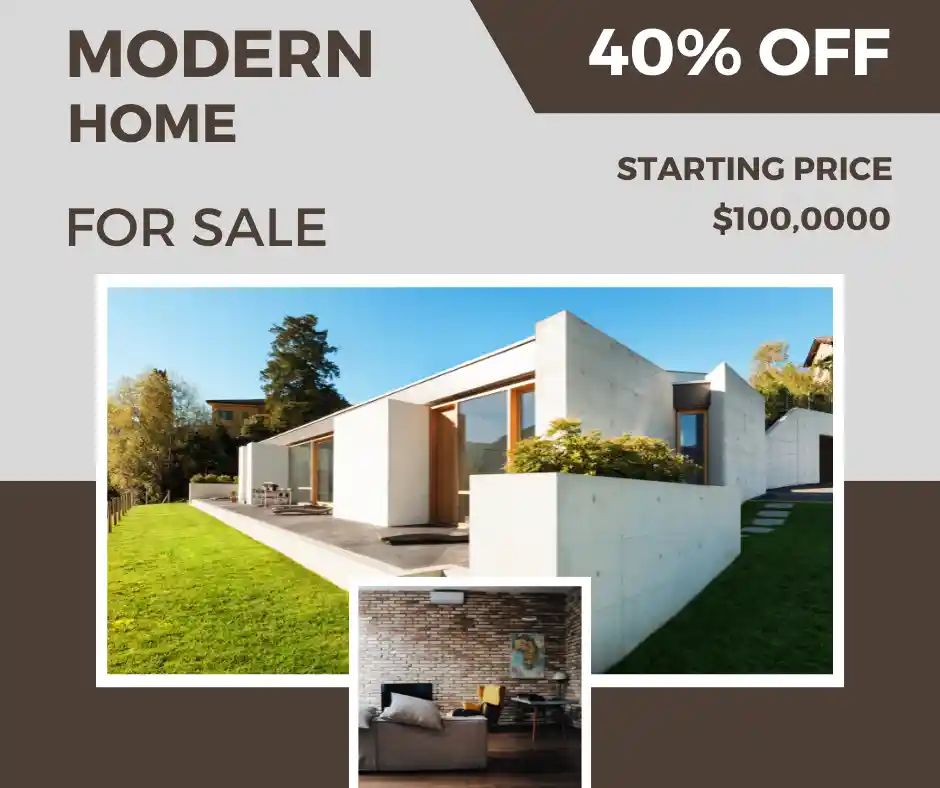 MODERN
HOME
FOR SALE
40% OFF
STARTING PRICE
$100,0000